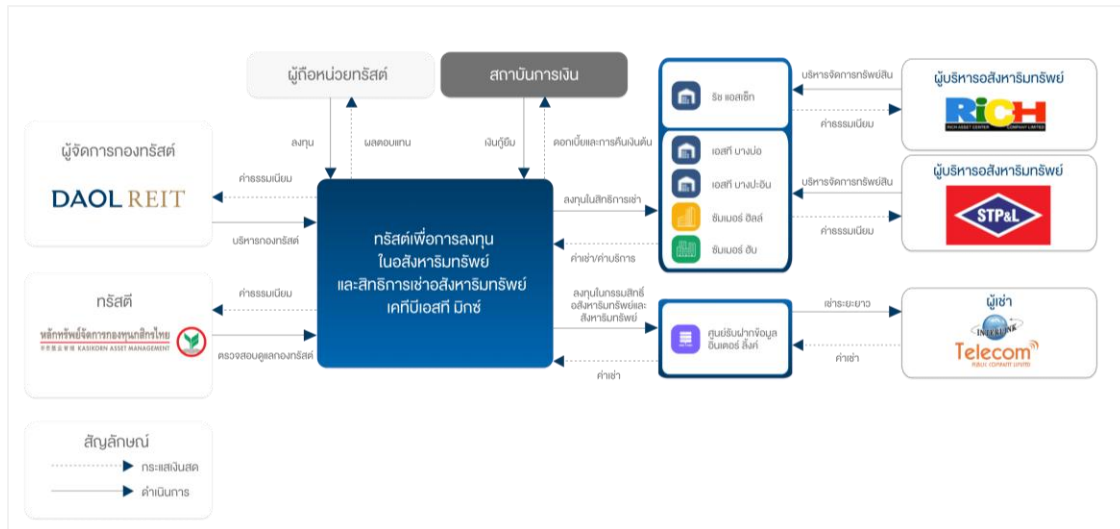 ผู้ถือหน่วยทรัสต์
สถาบันการเงิน
ลงทุน
ผลตอบแทน
เงินกู้ยืม
ดอกเบี้ยและการคืนเงินต้น
ผู้จัดการกองทรัสต์
DAOL REIT
ค่าธรรมเนียม
บริหารกองทรัสต์
ทรัสตี
หลักทรัพย์จัดการกองทุนกสิกรไทย
KASIKORN ASSET MANAGEMENT
ค่าธรรมเนียม
ตรวจสอบดูแลกองทรัสต์
ทรัสต์เพื่อการลงทุน
ในอสังหาริมทรัพย์
และสิทธิการเช่าอสังหาริมทรัพย์
เคทีบีเอสที มิกซ์
ลงทุนในสิทธิการเช่า
ค่าเช่า/ค่าบริการ
ลงทุนในกรรมสิทธิ์
อสังหาริมทรัพย์และ
สังหาริมทรัพย์
ค่าเช่า
ริช แอสเซ็ท
เอสที บางบ่อ
เอสที บางปะอิน
ซัมเมอร์ ฮิลล์
ซัมเมอร์ ฮับ
ศูนย์รับฝากข้อมูล
อินเตอร์ ลิ้งค์
บริหารจัดการทรัพย์สิน
ค่าธรรมเนียม
ผู้บริหารอสังหาริมทรัพย์
RICH
RICH ASSET CENTER COMPANY LIMITED
บริหารจัดการทรัพย์สิน
ค่าธรรมเนียม
ผู้บริหารอสังหาริมทรัพย์
STP&L
เช่าระยะยาว
ค่าเช่า
ผู้เช่า
INTERLINK
Telecom
PUBLIC COMPANY LIMITED
สัญลักษณ์
กระแสเงินสด
ดำเนินการ